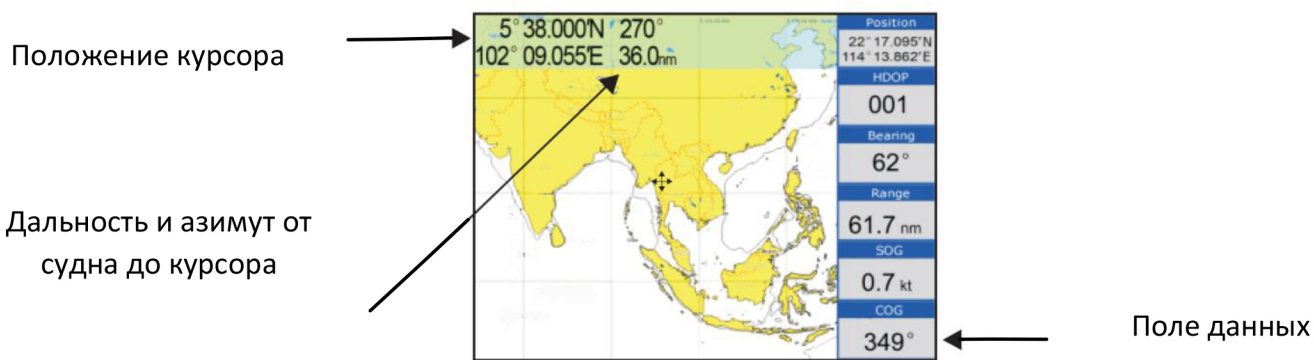 Положение курсора
Дальность и азимут от
судна до курсора
5°38.000'N 270°
102°09.055'E 36.0nm
Position
22°17.095'N
114°13.862'E
HDOP
001
Bearing
62°
Range
61.7 nm
SOG
0.7 kt
COG
349°
Поле данных